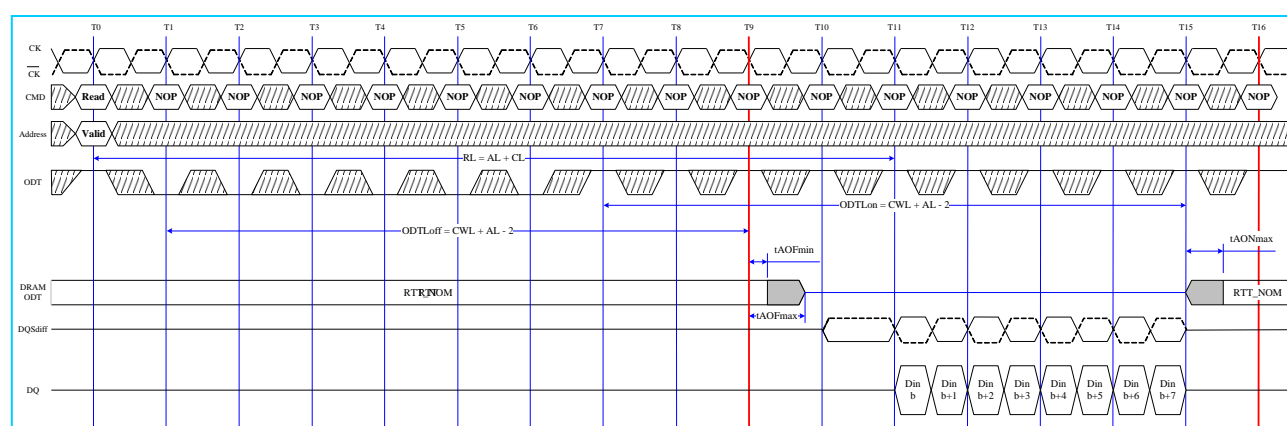 T0 T1 T2 T3 T4 T5 T6 T7 T8 T9 T10 T11 T12 T13 T14 T15 T16
CK
CK
CMD Read NOP NOP NOP NOP NOP NOP NOP NOP NOP NOP NOP NOP NOP NOP NOP NOP
Address Valid
RL = AL + CL
ODT
ODTLon = CWL + AL - 2
ODTLoff = CWL + AL - 2
tAOFmin
tAONmax
DRAM
ODT
RTT_NOM
RTT_NOM
tAOFmax
DQSdiff
DQ
Din
b
Din
b+1
Din
b+2
Din
b+3
Din
b+4
Din
b+5
Din
b+6
Din
b+7